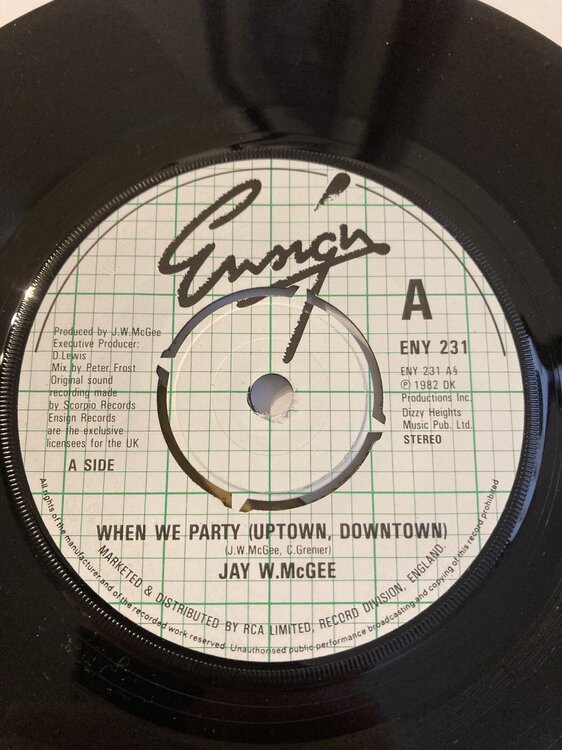 Ensign
A
ENY 231
Produced by J.W.McGee
Executive Producer:
D.Lewis
Mix by Peter Frost
Original sound
recording made
by Scorpio Records
Ensign Records
are the exclusive
licensees for the UK
A SIDE
ENY 231 A§
Ⓟ 1982 DK
Productions Inc.
Dizzy Heights
Music Pub. Ltd.
STEREO
WHEN WE PARTY (UPTOWN, DOWNTOWN)
(J.W.McGee, C.Grenier)
JAY W.McGEE
MARKETED & DISTRIBUTED BY RCA LIMITED, RECORD DIVISION, ENGLAND.
All rights of the manufacturer and of the recorded work reserved. Unauthorised public performance broadcasting and copying of this record prohibited